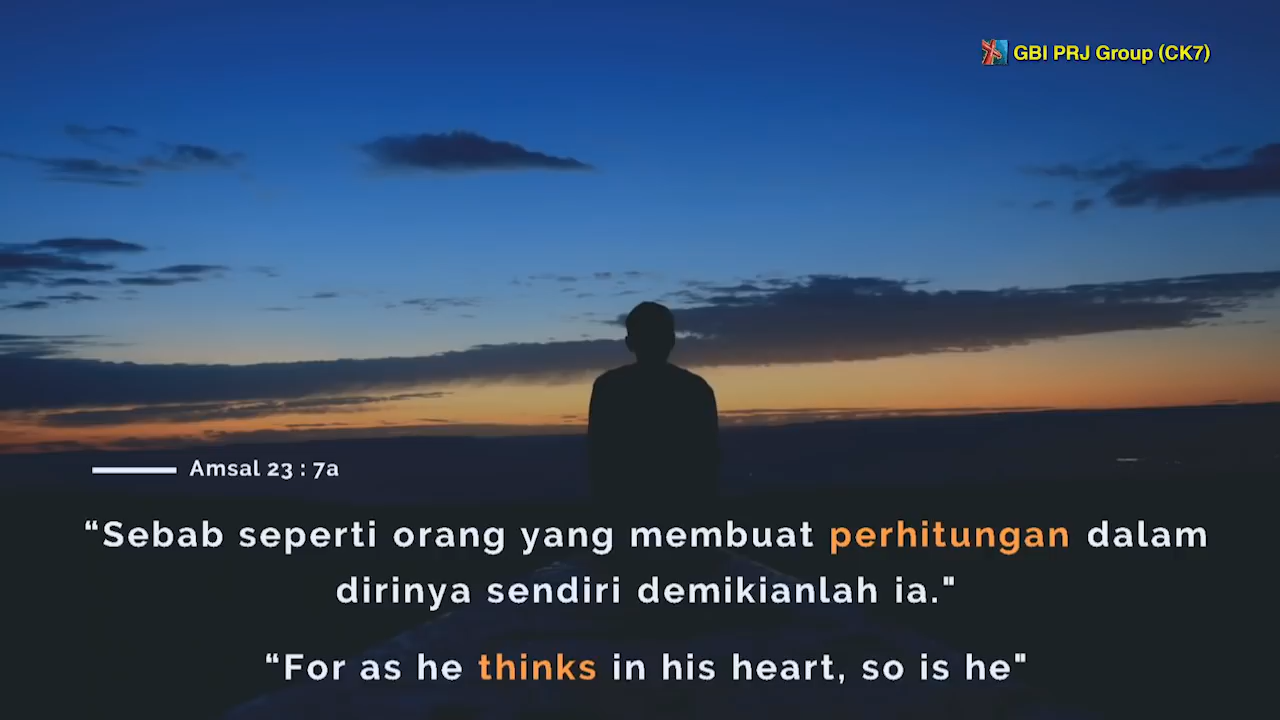 GBI PRJ Group (CK7)
Amsal 23 : 7a
“Sebab seperti orang yang membuat perhitungan dalam
dirinya sendiri demikianlah ia."
“For as he thinks in his heart, so is he"